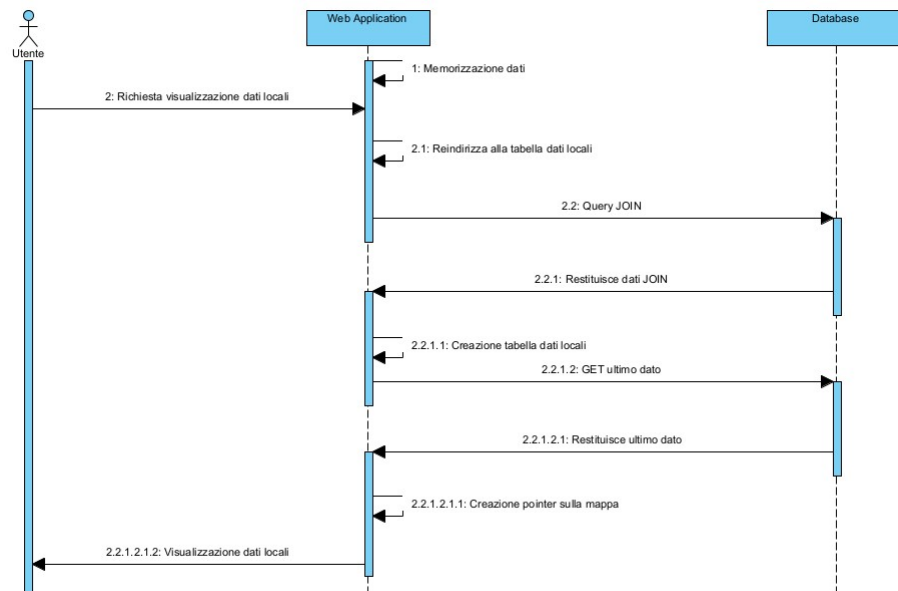 Web Application
Database
Utente
1: Memorizzazione dati
2: Richiesta visualizzazione dati locali
2.1: Reindirizza alla tabella dati locali
2.2: Query JOIN
2.2.1: Restituisce dati JOIN
2.2.1.1: Creazione tabella dati locali
2.2.1.2: GET ultimo dato
2.2.1.2.1: Restituisce ultimo dato
2.2.1.2.1.1: Creazione pointer sulla mappa
2.2.1.2.1.2: Visualizzazione dati locali